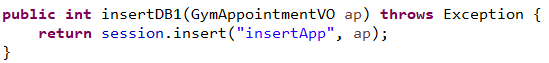 public int insertDB1(GymAppointmentVO ap) throws Exception {
    return session.insert("insertApp", ap);
}